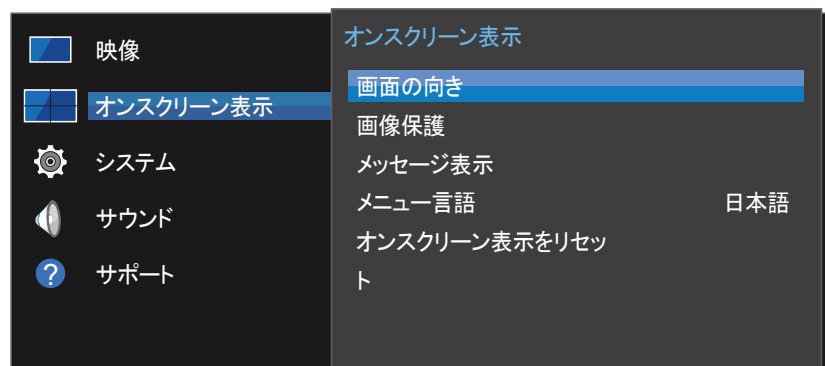 映像
オンスクリーン表示
システム
サウンド
?
サポート
オンスクリーン表示
画面の向き
画像保護
メッセージ表示
メニュー言語 日本語
オンスクリーン表示をリセッ
ト